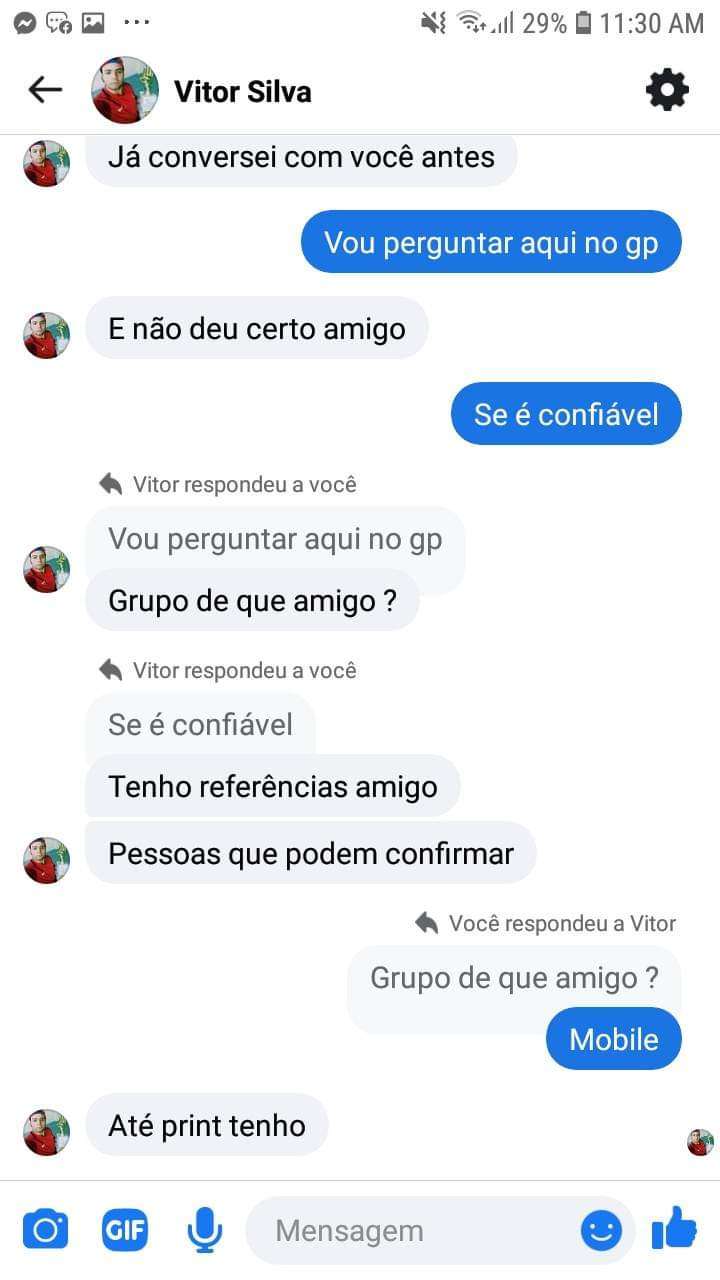 29% 11:30 AM
Vitor Silva
Já conversei com você antes
Vou perguntar aqui no gp
E não deu certo amigo
Se é confiável
Vitor respondeu a você
Vou perguntar aqui no gp
Grupo de que amigo ?
Vitor respondeu a você
Se é confiável
Tenho referências amigo
Pessoas que podem confirmar
Você respondeu a Vitor
Grupo de que amigo ?
Mobile
Até print tenho
GIF Mensagem